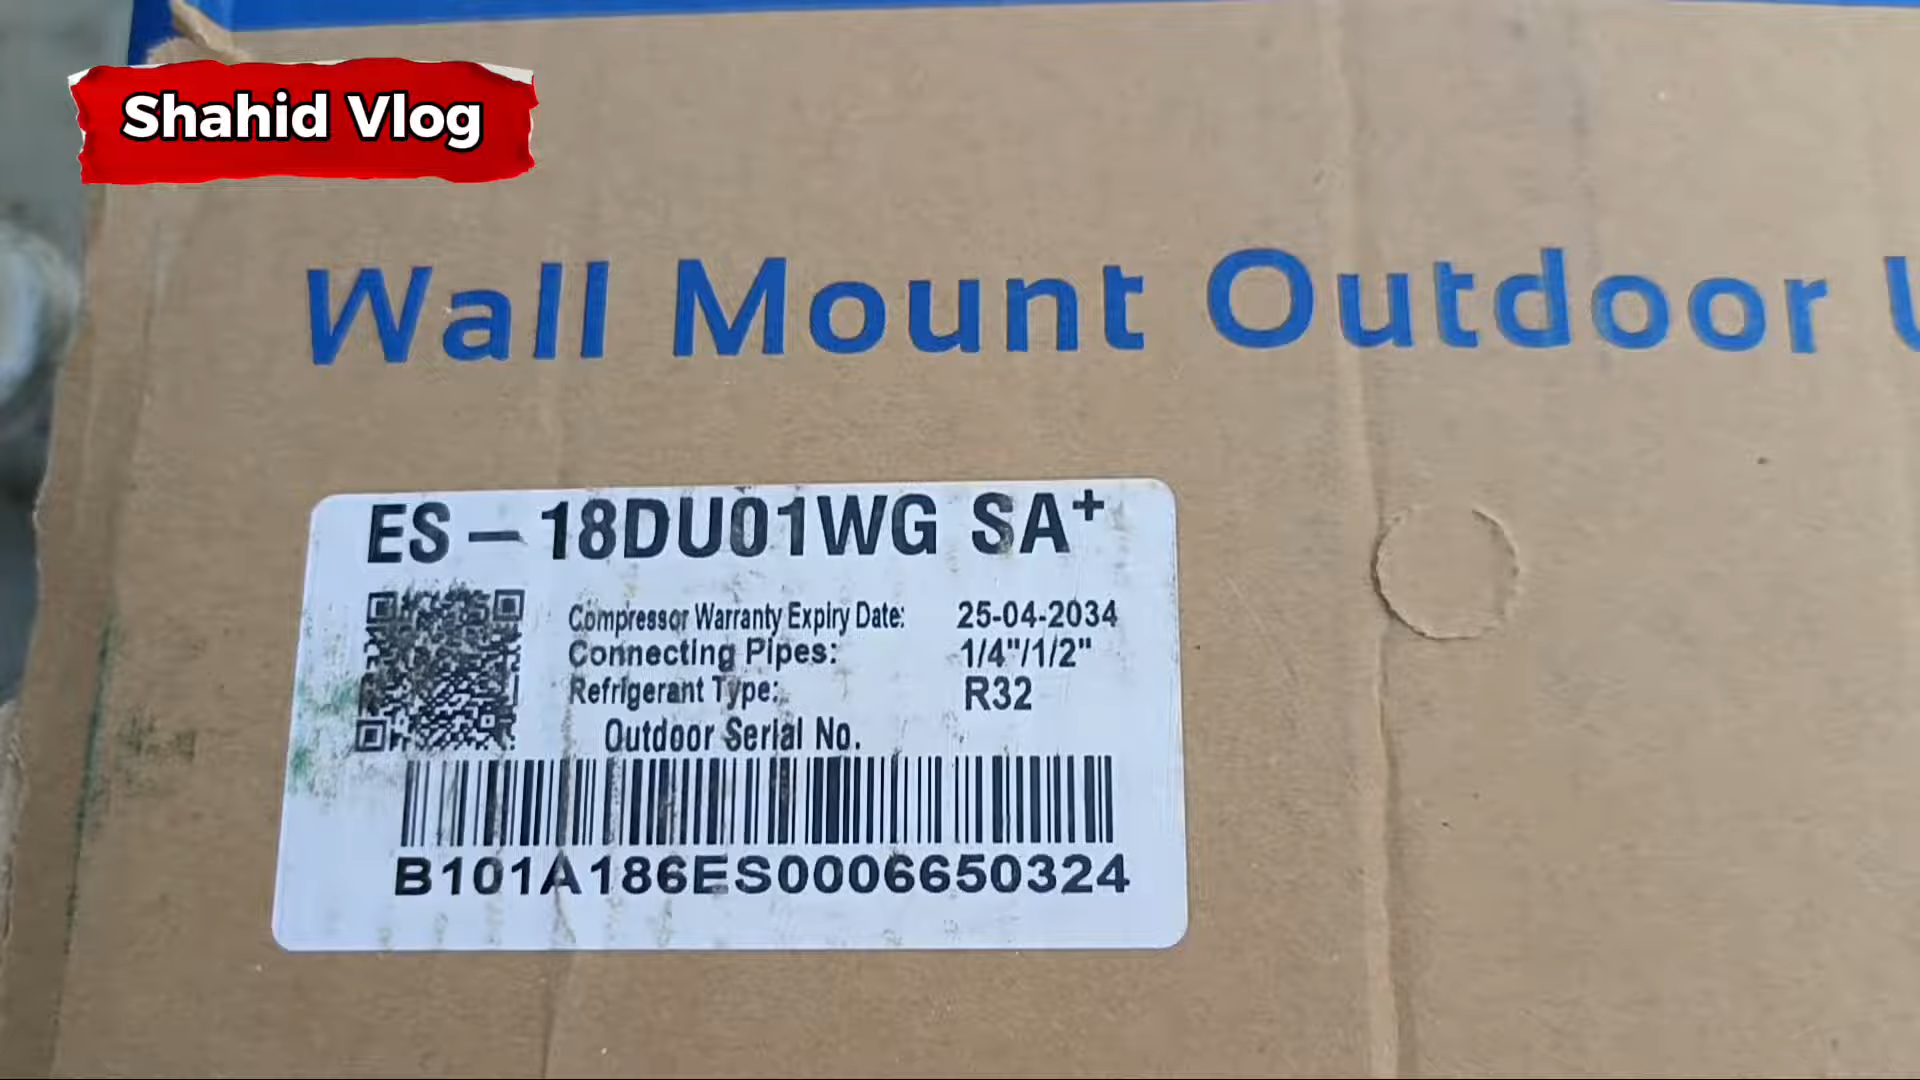 Shahid Vlog
Wall Mount Outdoor
ES - 18DU01WG SA+
Compressor Warranty Expiry Date: 25-04-2034
Connecting Pipes: 1/4"/1/2"
Refrigerant Type: R32
Outdoor Serial No.
B101A186ES0006650324